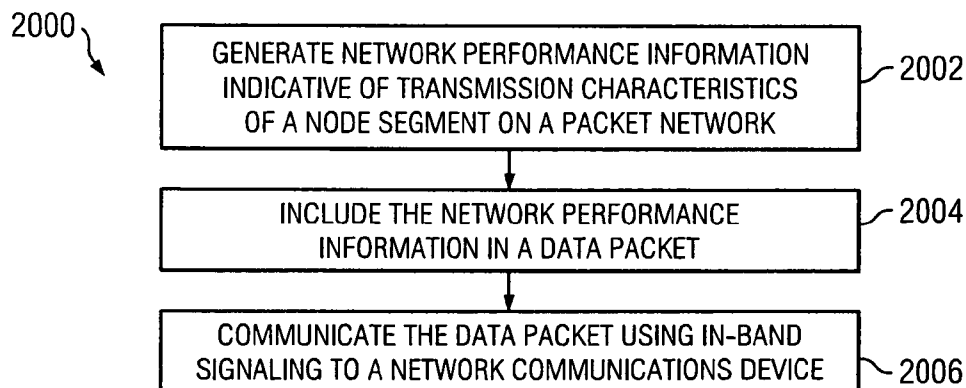 2000
GENERATE NETWORK PERFORMANCE INFORMATION
INDICATIVE OF TRANSMISSION CHARACTERISTICS
OF A NODE SEGMENT ON A PACKET NETWORK
2002
INCLUDE THE NETWORK PERFORMANCE
INFORMATION IN A DATA PACKET
2004
COMMUNICATE THE DATA PACKET USING IN-BAND
SIGNALING TO A NETWORK COMMUNICATIONS DEVICE
2006